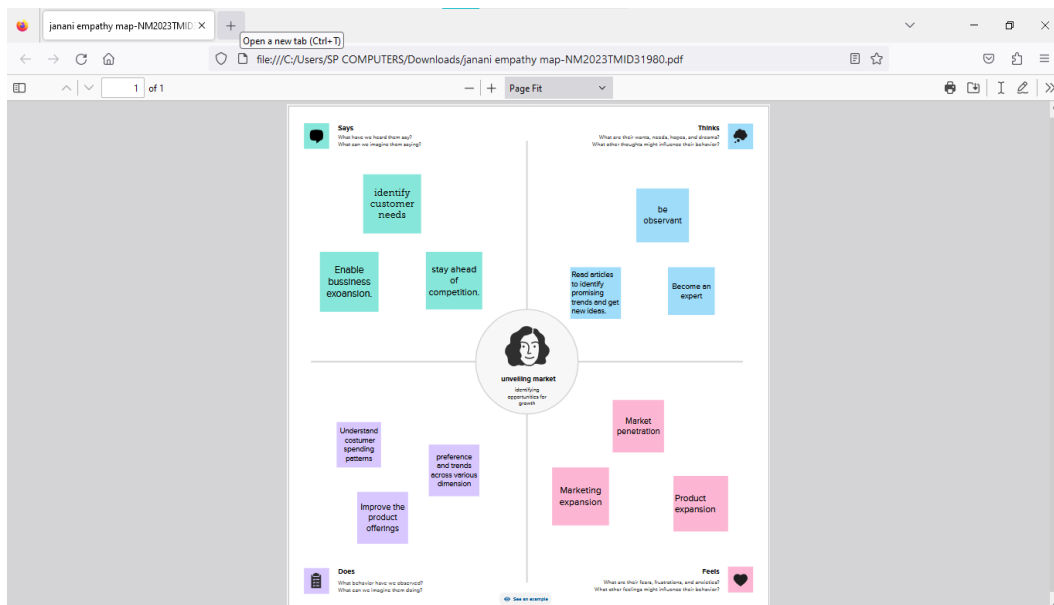 janani empathy map-NM2023TMID:
Open a new tab (Ctrl+T)
file:///C:/Users/SP COMPUTERS/Downloads/janani empathy map-NM2023TMID31980.pdf
1 of 1
Page Fit
Says
What have we heard them say?
What can we imagine them saying?
Thinks
What are their wants, needs, hopes, and dreams?
What other thoughts might influence their behavior?
identify
customer
needs
Enable
bussiness
exoansion.
stay ahead
of
competition.
be
observant
Read articles
to identify
promising
trends and get
new ideas.
Become an
expert
unveiling market
identifying
opportunities for
growth
Understand
costumer
spending
patterns
preference
and trends
across various
dimension
Improve the
product
offerings
Market
penetration
Marketing
expansion
Product
expansion
Does
What behavior have we observed?
What can we imagine them doing?
Feels
What are their fears, frustrations, and anxieties?
What other feelings might influence their behavior?
See an example